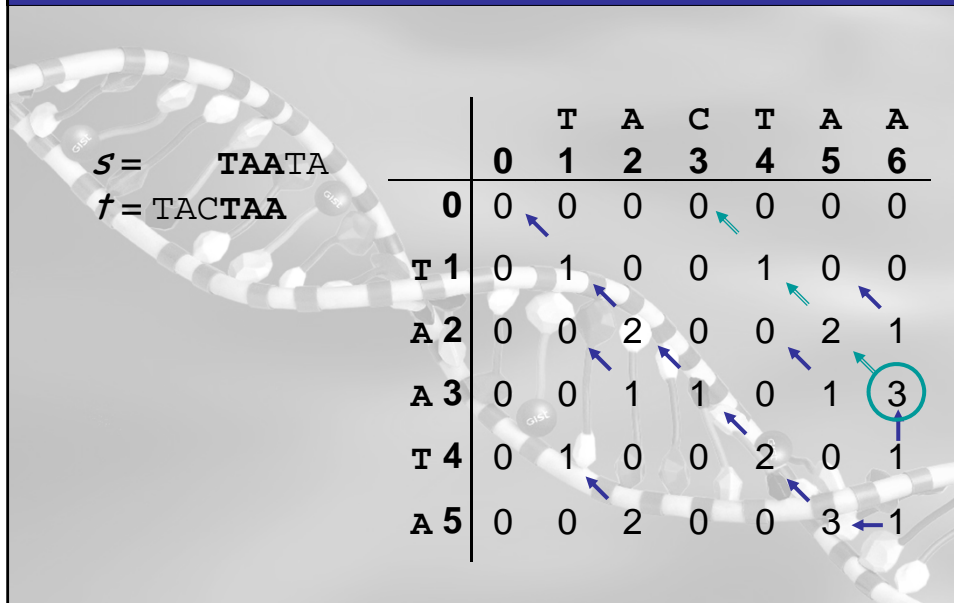 T A C T A A
0 1 2 3 4 5 6
s = TAATA
t = TACTAA
0 0 0 0 0 0 0 0
T 1 0 1 0 0 1 0 0
A 2 0 0 2 0 0 2 1
A 3 0 0 1 1 0 1 3
T 4 0 1 0 0 2 0 1
A 5 0 0 2 0 0 3 1
GIST
GIST
GIST